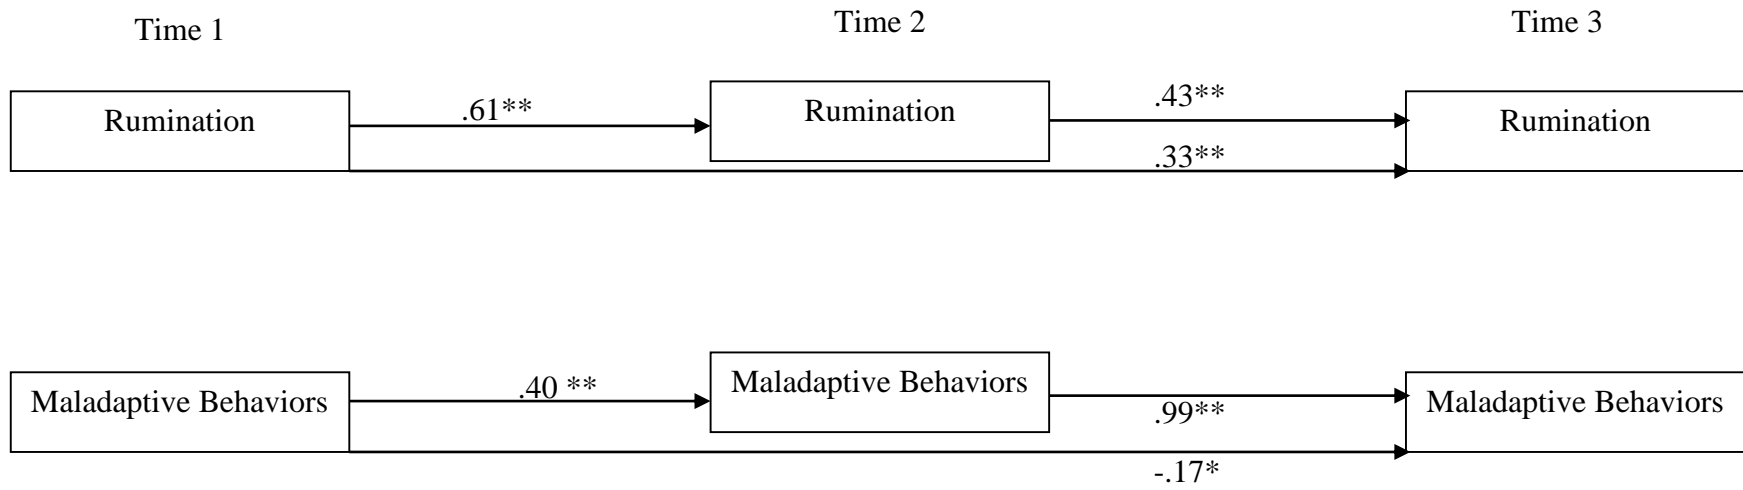 Time 1
Time 2
Time 3
Rumination
.61**
Rumination
.43**
Rumination
.33**
Maladaptive Behaviors
.40 **
Maladaptive Behaviors
.99**
Maladaptive Behaviors
-.17*